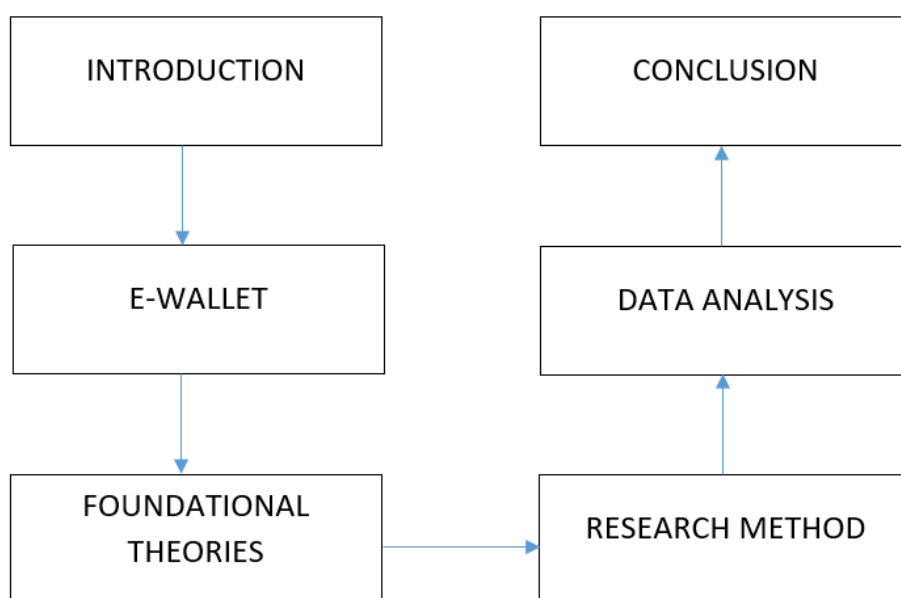 INTRODUCTION
E-WALLET
FOUNDATIONAL
THEORIES
RESEARCH METHOD
DATA ANALYSIS
CONCLUSION